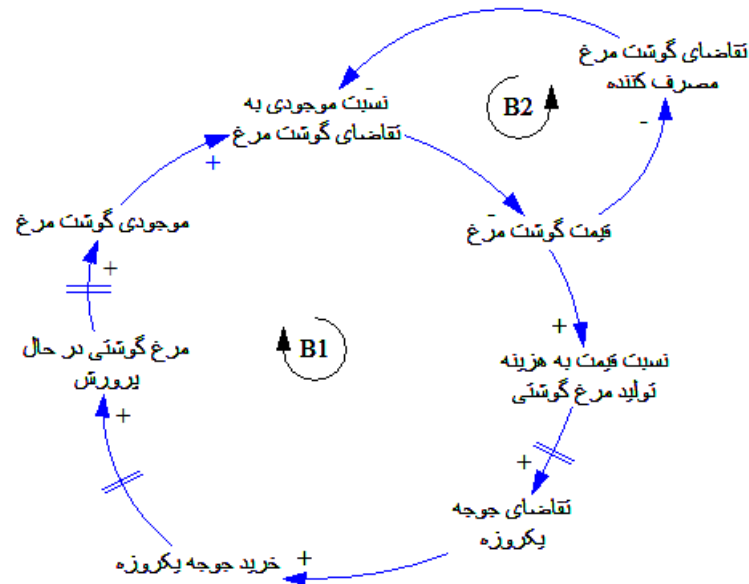 تقاضای گوشت مرغ
مصرف کننده
-
-
نسبت موجودی به
تقاضای گوشت مرغ
B2
+
-
قیمت گوشت مرغ
موجودی گوشت مرغ
+
+
B1
مرغ گوشتی در حال
پرورش
نسبت قیمت به هزینه
تولید مرغ گوشتی
+
+
تقاضای جوجه
یکروزه
+
خرید جوجه یکروزه